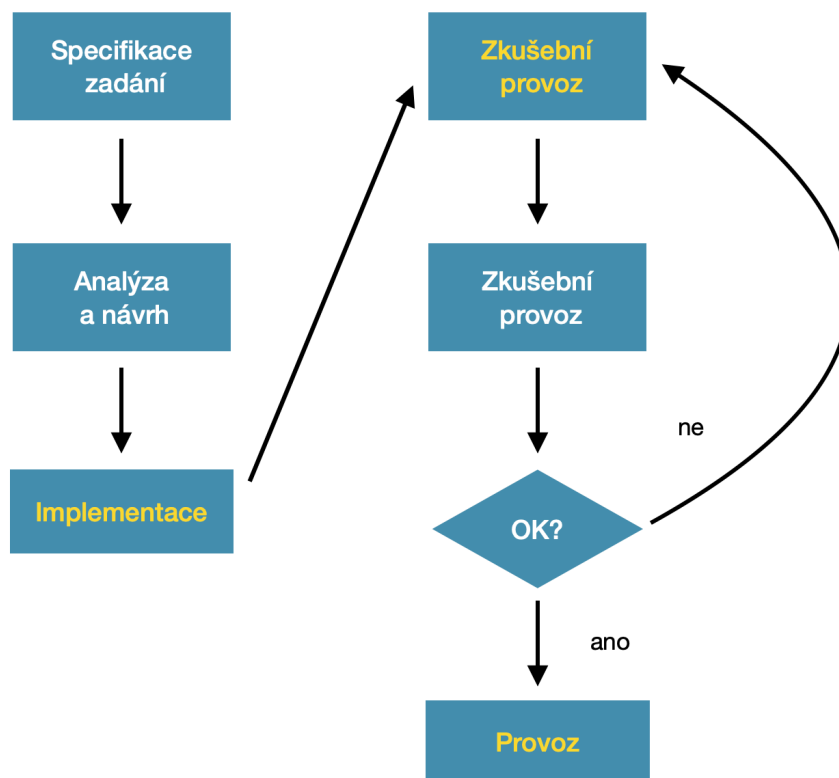 Specifikace
zadání
Analýza
a návrh
Implementace
Zkušební
provoz
Zkušební
provoz
OK?
ne
ano
Provoz